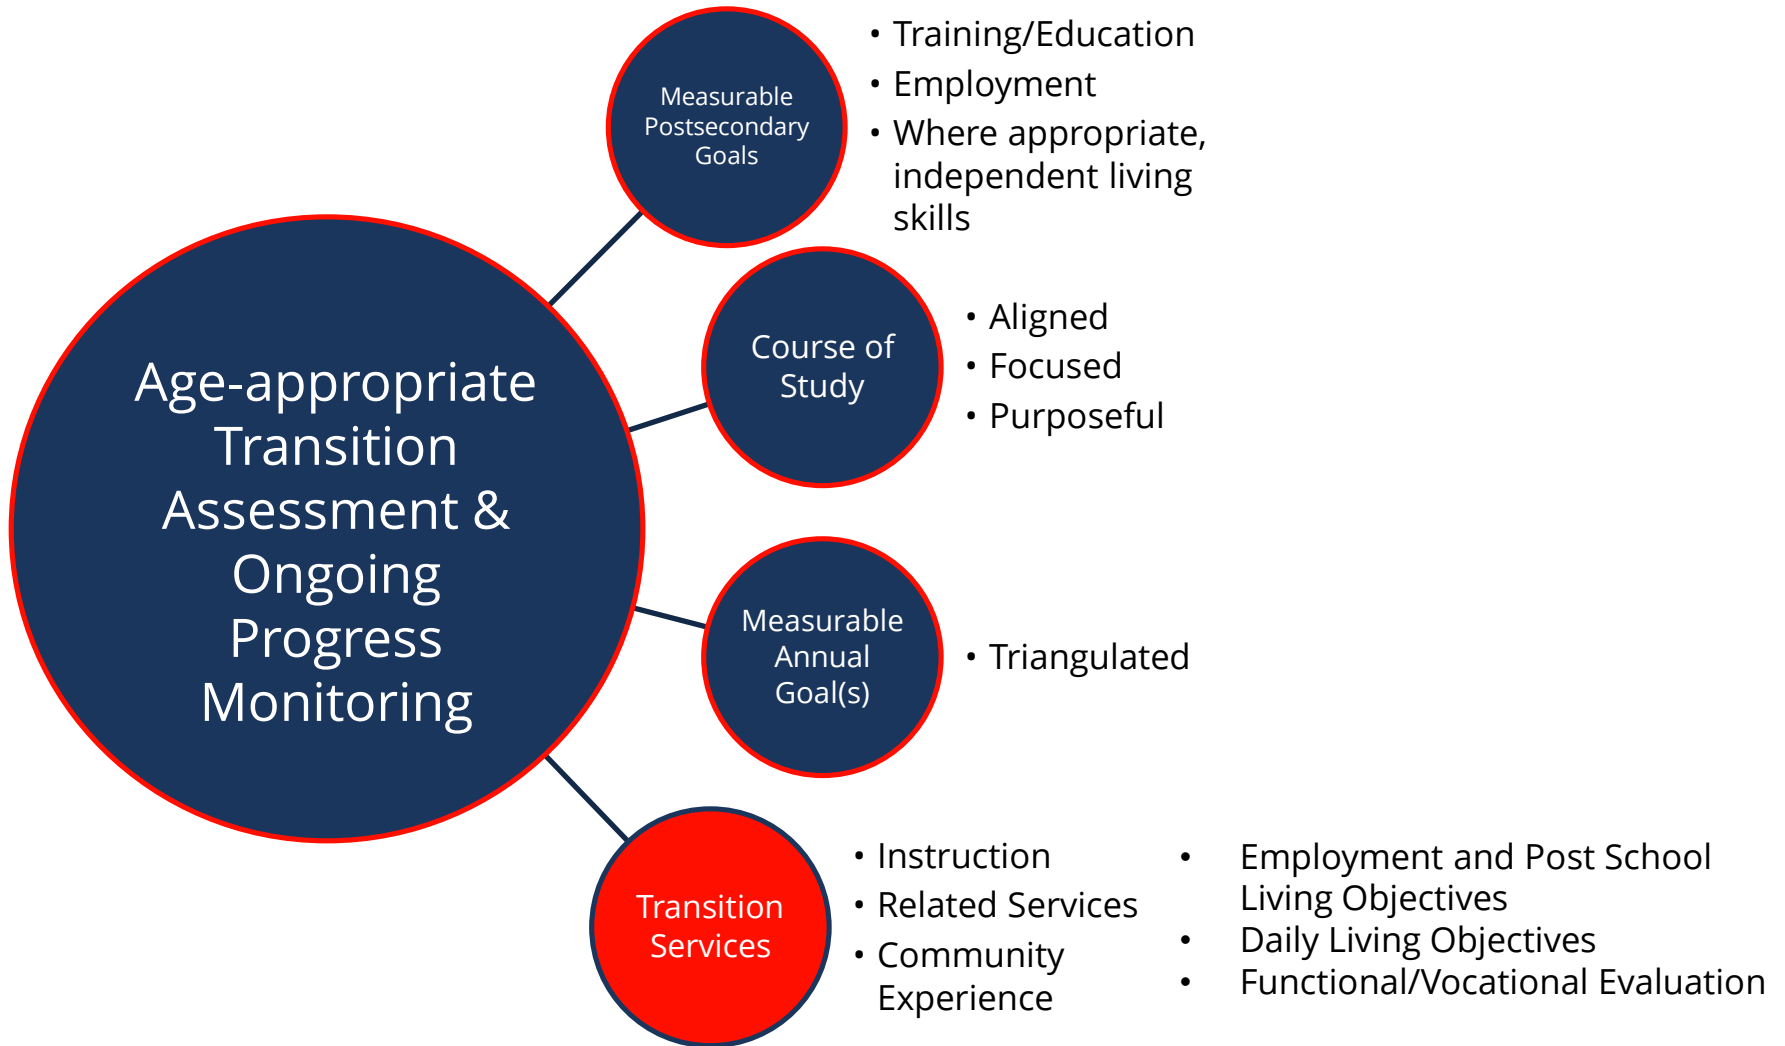 Measurable
Postsecondary
Goals
• Training/Education
• Employment
• Where appropriate,
independent living
skills
Age-appropriate
Transition
Assessment &
Ongoing
Progress
Monitoring
Course of
Study
• Aligned
• Focused
• Purposeful
Measurable
Annual
Goal(s)
• Triangulated
Transition
Services
• Instruction
• Related Services
• Community
Experience
• Employment and Post School
Living Objectives
• Daily Living Objectives
• Functional/Vocational Evaluation